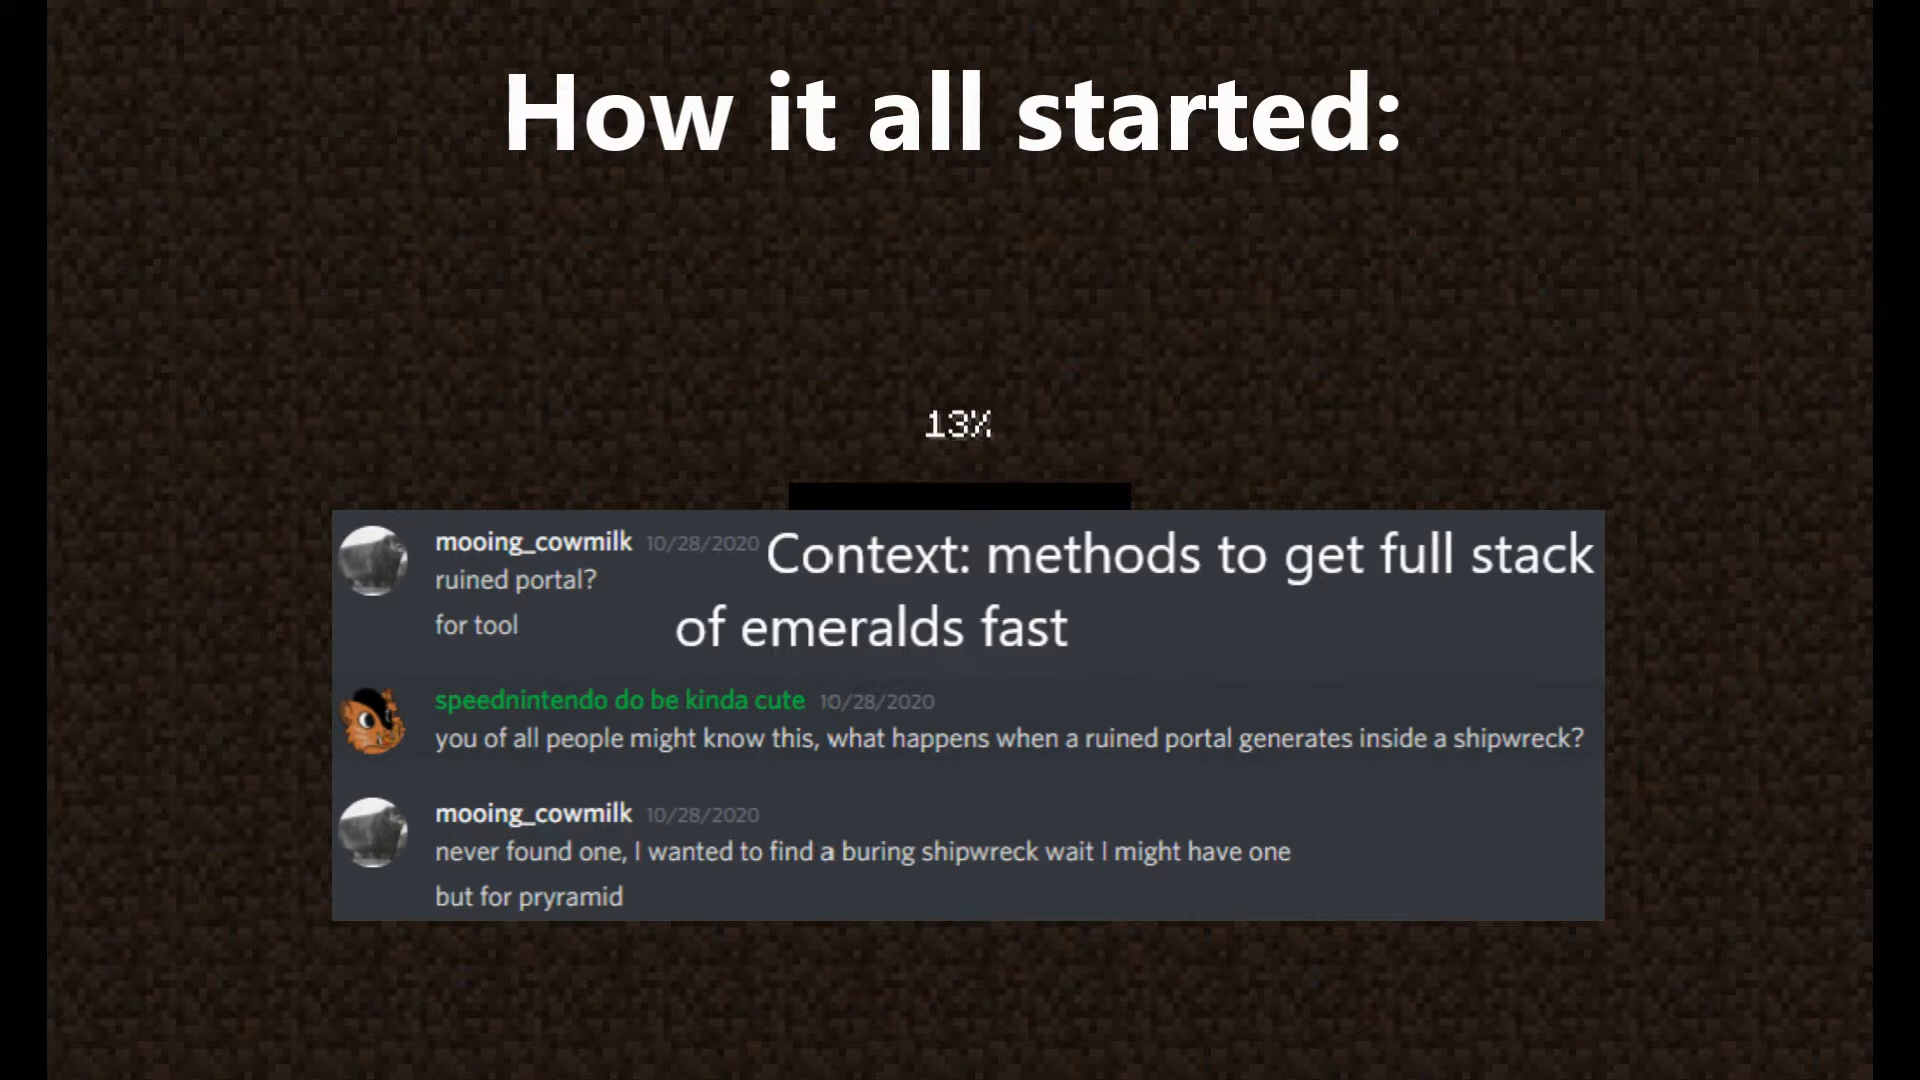 How it all started:
13%
mooing_cowmilk 10/28/2020 Context: methods to get full stack
ruined portal?
for tool of emeralds fast
speednintendo do be kinda cute 10/28/2020
you of all people might know this, what happens when a ruined portal generates inside a shipwreck?
mooing_cowmilk 10/28/2020
never found one, I wanted to find a buring shipwreck wait I might have one
but for pryramid